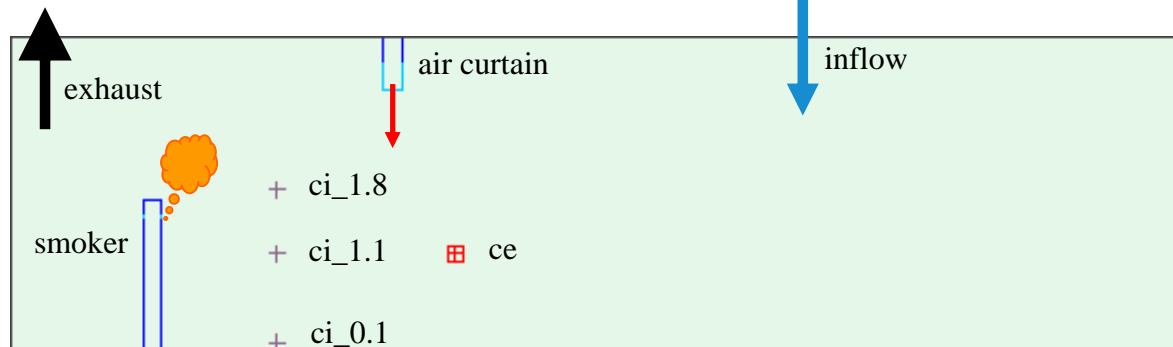 air curtain
inflow
exhaust
ci_1.8
smoker
ci_1.1
ce
ci_0.1